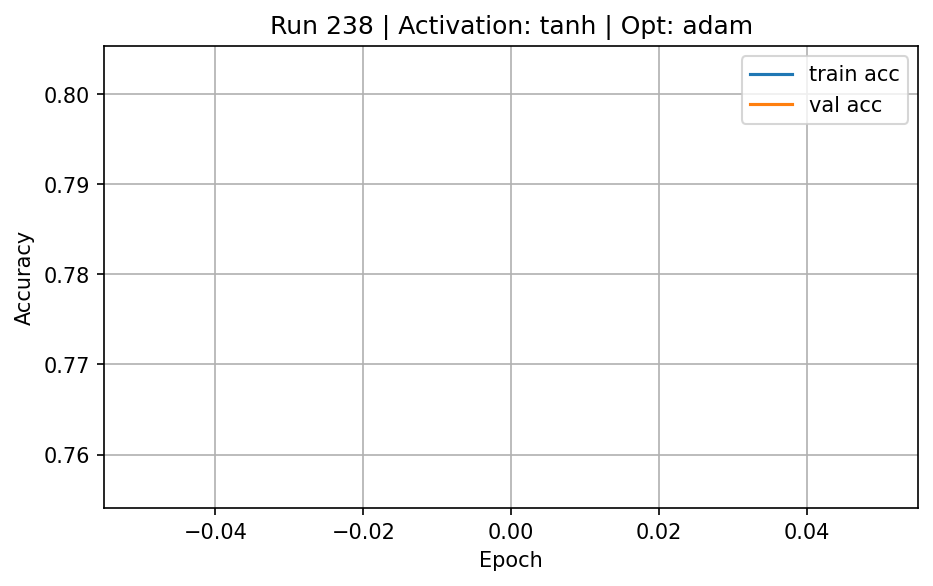 Run 238 | Activation: tanh | Opt: adam
train acc
val acc
0.80
0.79
0.78
0.77
0.76
Accuracy
−0.04
−0.02
0.00
0.02
0.04
Epoch